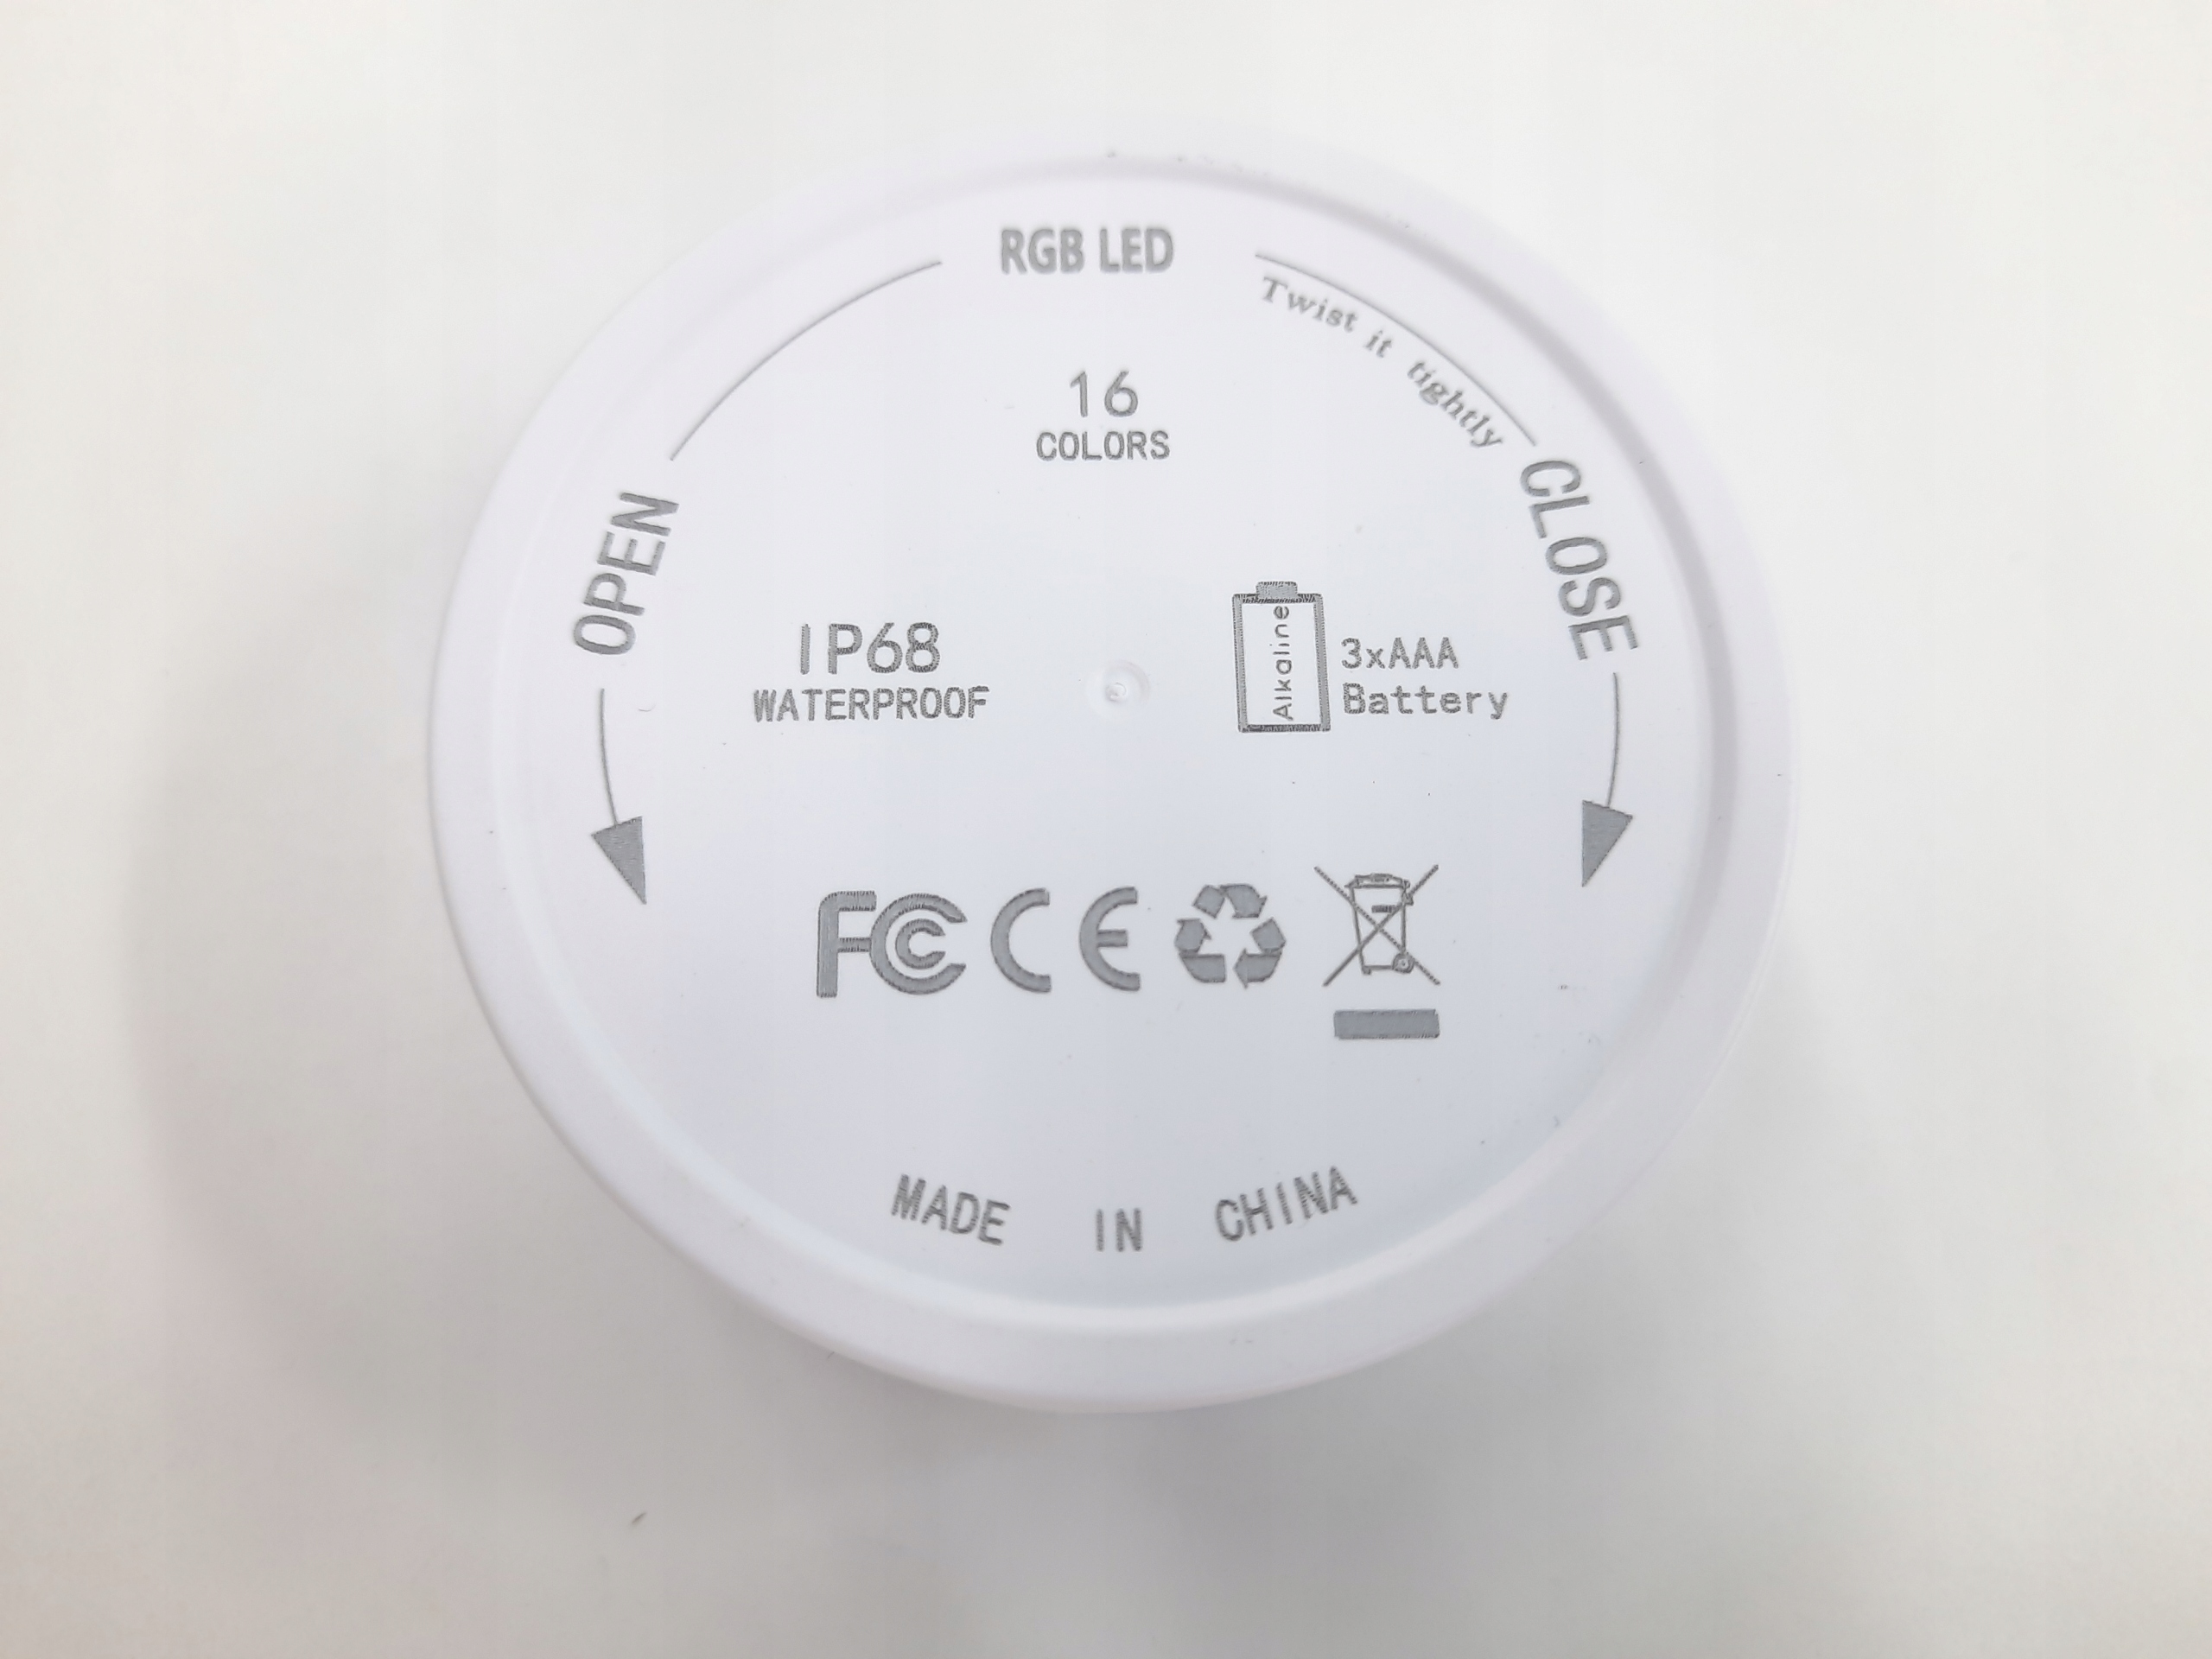 RGB LED
Twist it tightly
16
COLORS
OPEN
CLOSE
IP68
WATERPROOF
Alkaline
3xAAA
Battery
FC CE
MADE IN CHINA